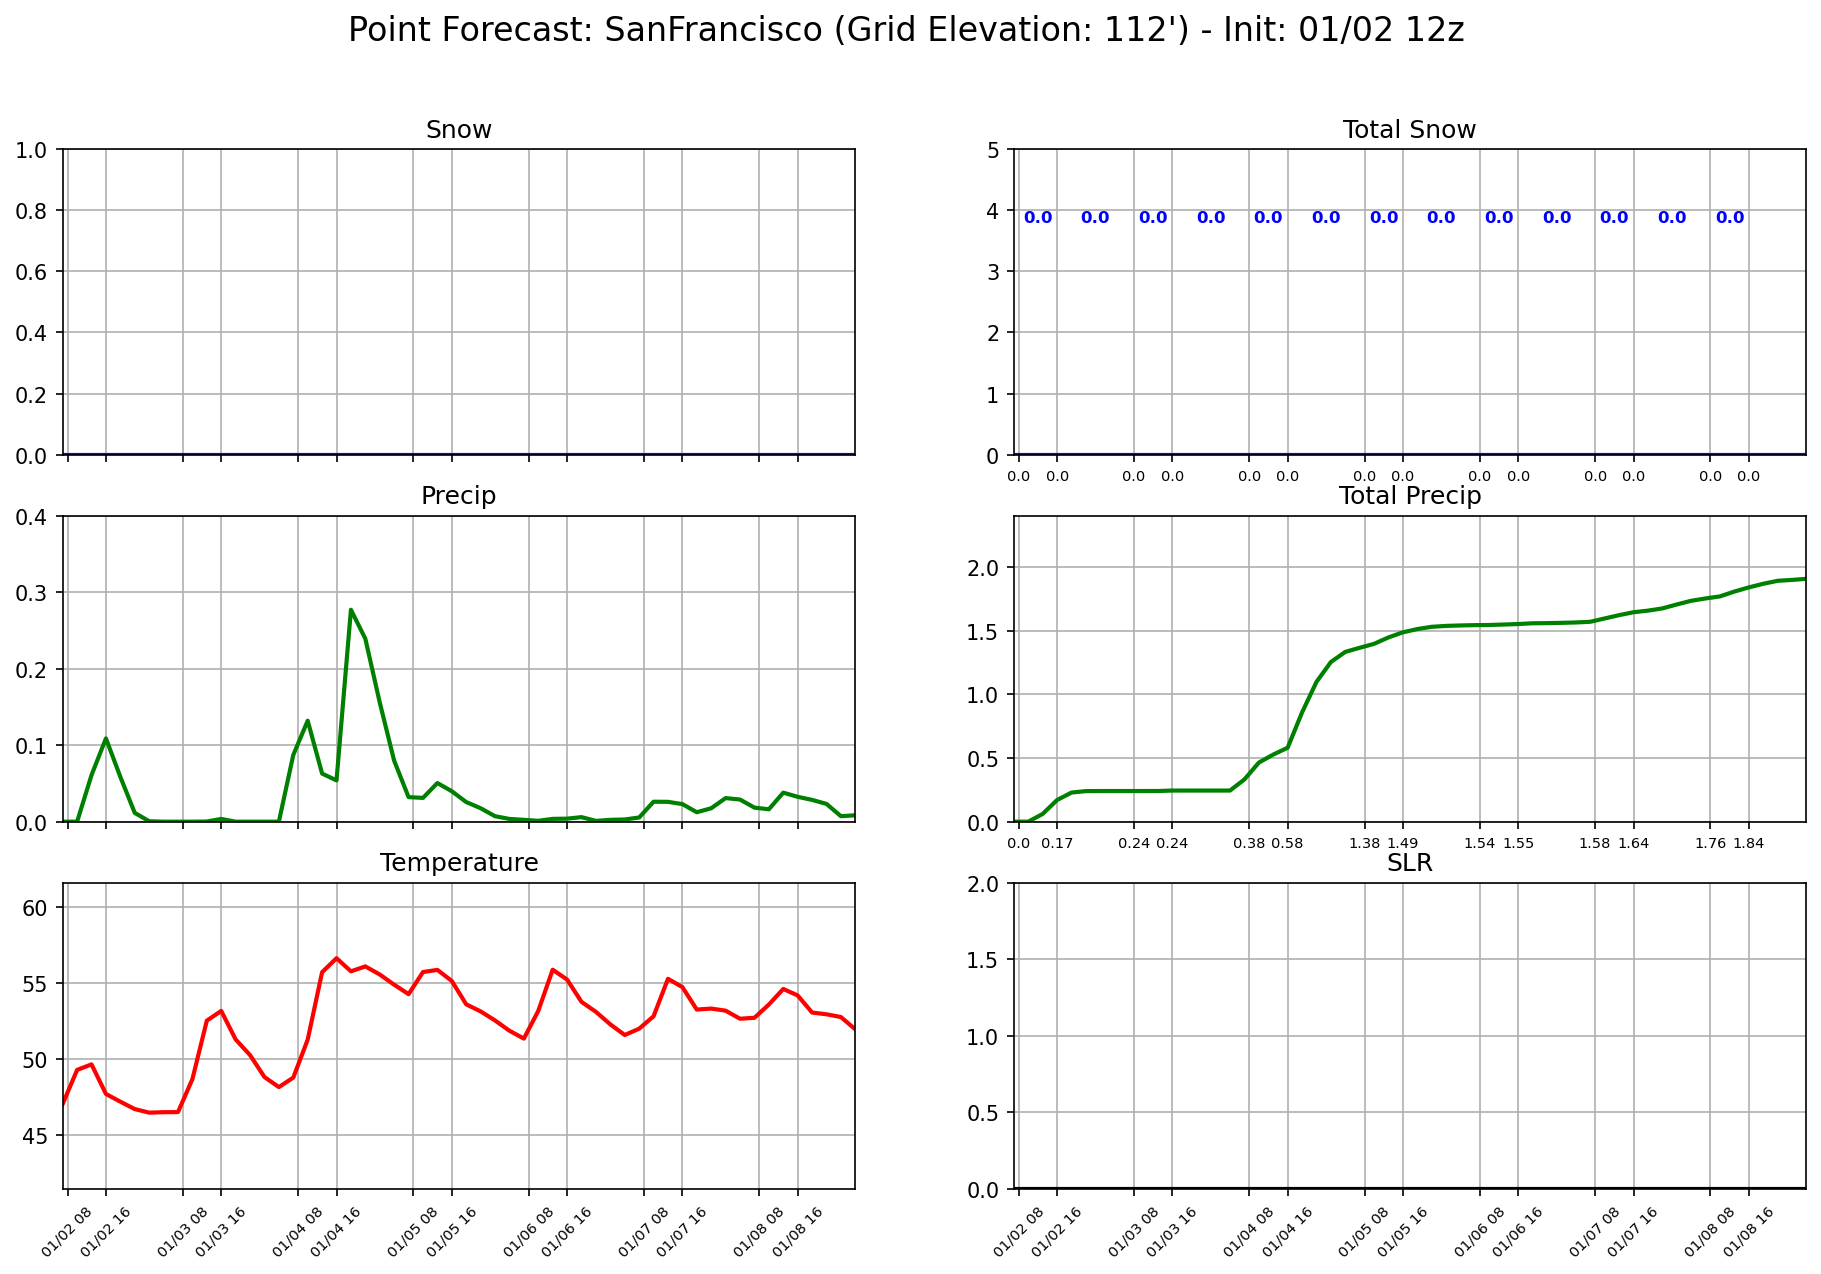 Point Forecast: SanFrancisco (Grid Elevation: 112') - Init: 01/02 12z
Snow
1.0
0.8
0.6
0.4
0.2
0.0
Total Snow
5
4
3
2
1
0
0.0 0.0 0.0 0.0 0.0 0.0 0.0 0.0 0.0 0.0 0.0 0.0 0.0
0.0 0.0 0.0 0.0 0.0 0.0 0.0 0.0 0.0 0.0 0.0 0.0 0.0 0.0
Precip
0.4
0.3
0.2
0.1
0.0
Total Precip
2.0
1.5
1.0
0.5
0.0
0.0 0.17 0.24 0.24 0.38 0.58 1.38 1.49 1.54 1.55 1.58 1.64 1.76 1.84
Temperature
60
55
50
45
01/02 08 01/02 16 01/03 08 01/03 16 01/04 08 01/04 16 01/05 08 01/05 16 01/06 08 01/06 16 01/07 08 01/07 16 01/08 08 01/08 16
SLR
2.0
1.5
1.0
0.5
0.0
01/02 08 01/02 16 01/03 08 01/03 16 01/04 08 01/04 16 01/05 08 01/05 16 01/06 08 01/06 16 01/07 08 01/07 16 01/08 08 01/08 16